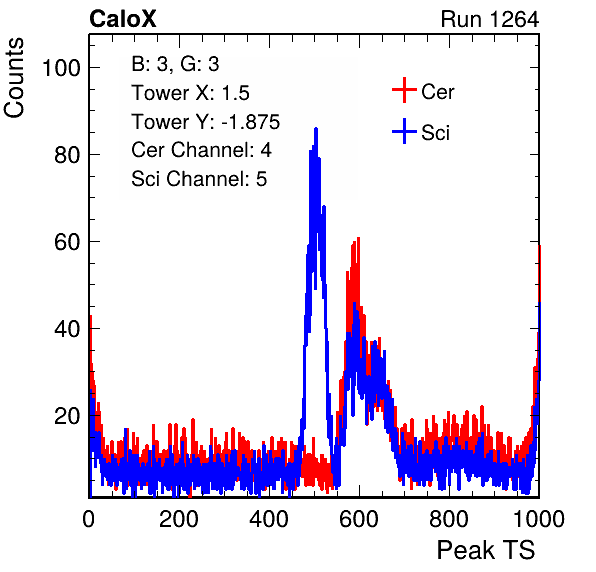 CaloX Run 1264
Counts
B: 3, G: 3
Tower X: 1.5
Tower Y: -1.875
Cer Channel: 4
Sci Channel: 5
Cer
Sci
100
80
60
40
20
0 200 400 600 800 1000
Peak TS